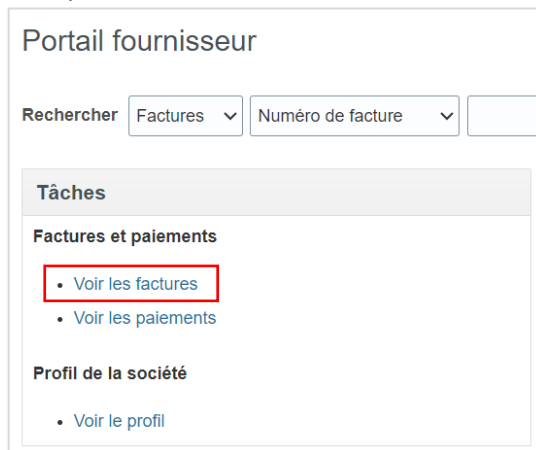 Portail fournisseur
Rechercher Factures Numéro de facture
Tâches
Factures et paiements
• Voir les factures
• Voir les paiements
Profil de la société
• Voir le profil